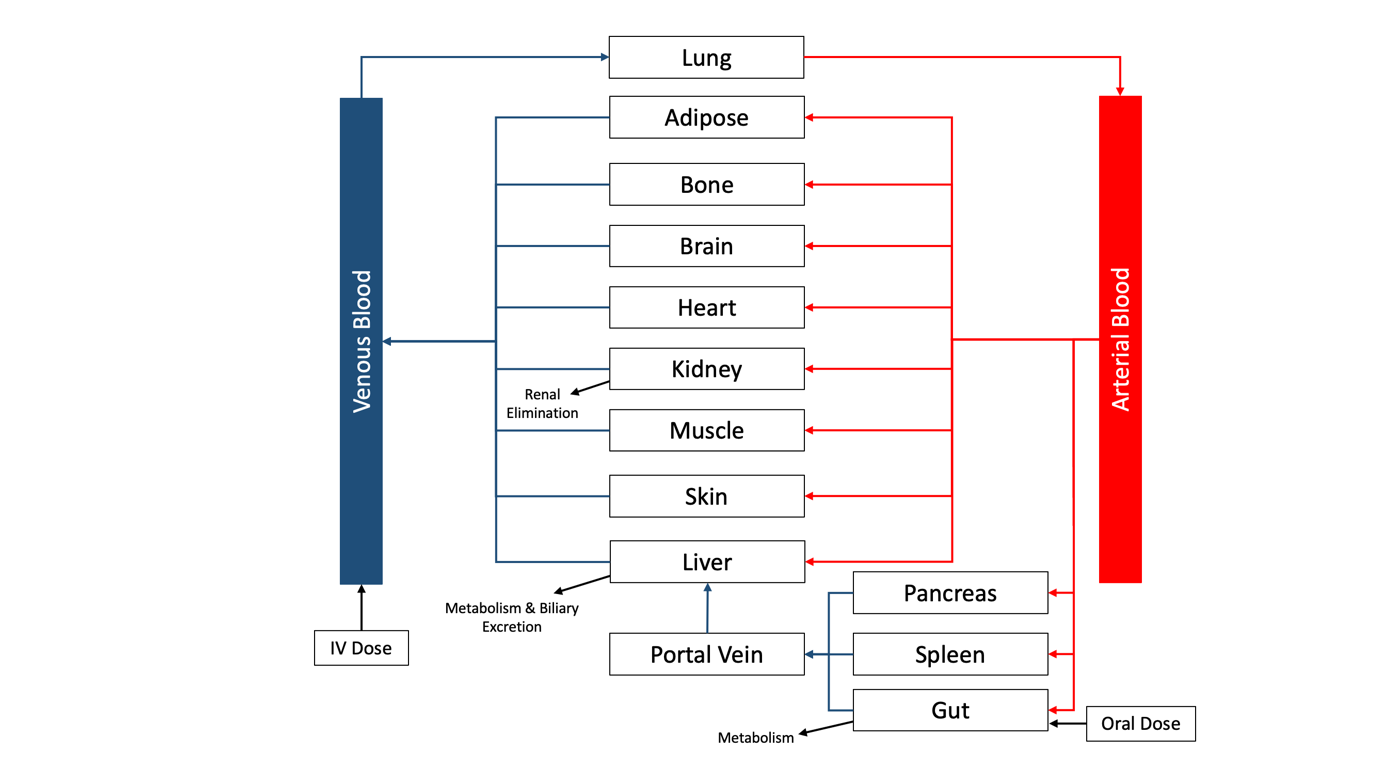 Lung
Adipose
Bone
Brain
Heart
Kidney
Renal
Elimination
Muscle
Skin
Liver
Metabolism & Biliary
Excretion
Portal Vein
Pancreas
Spleen
Gut
Metabolism
Oral Dose
IV Dose
Venous Blood
Arterial Blood